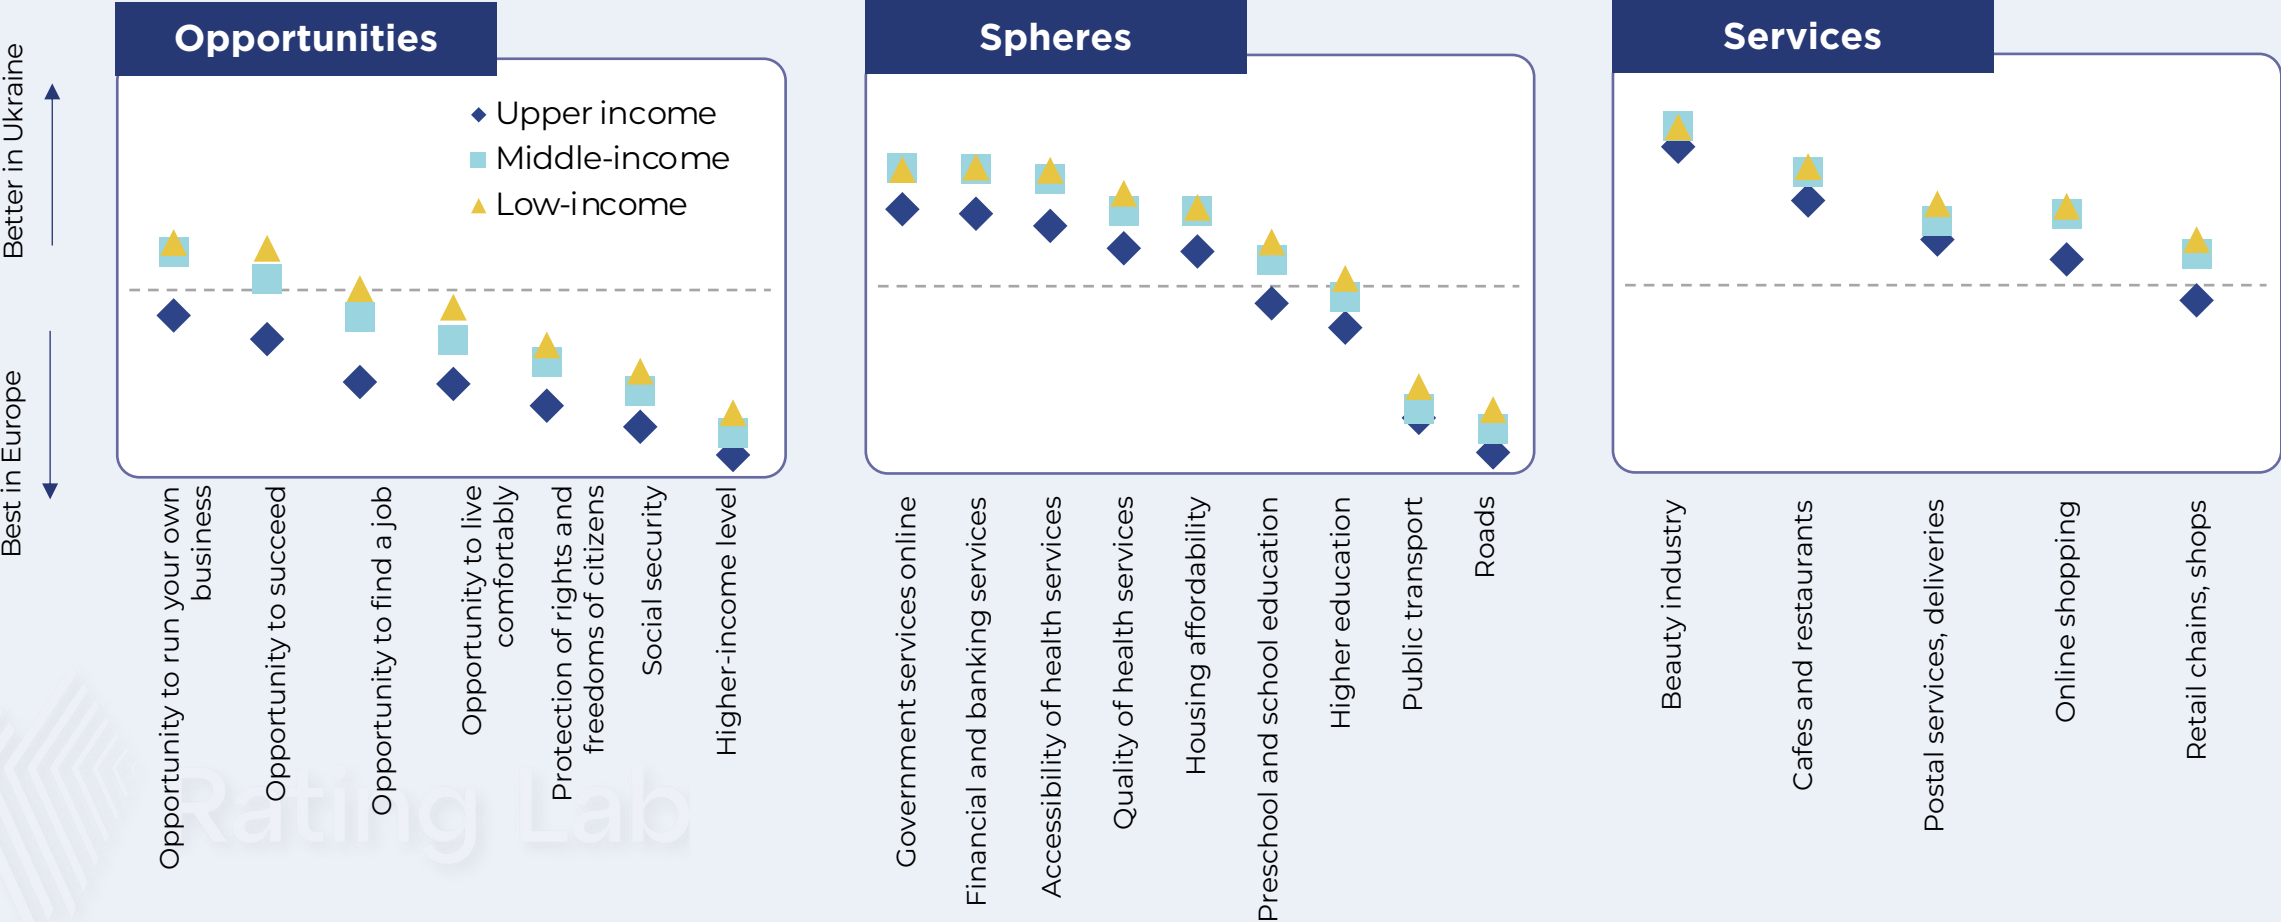 Opportunities
Spheres
Services
Better in Ukraine
Best in Europe
Upper income
Middle-income
Low-income
Opportunity to run your own
business
Opportunity to succeed
Opportunity to find a job
Opportunity to live
comfortably
Protection of rights and
freedoms of citizens
Social security
Higher-income level
Government services online
Financial and banking services
Accessibility of health services
Quality of health services
Housing affordability
Preschool and school education
Higher education
Public transport
Roads
Beauty industry
Cafes and restaurants
Postal services, deliveries
Online shopping
Retail chains, shops
Rating Lab